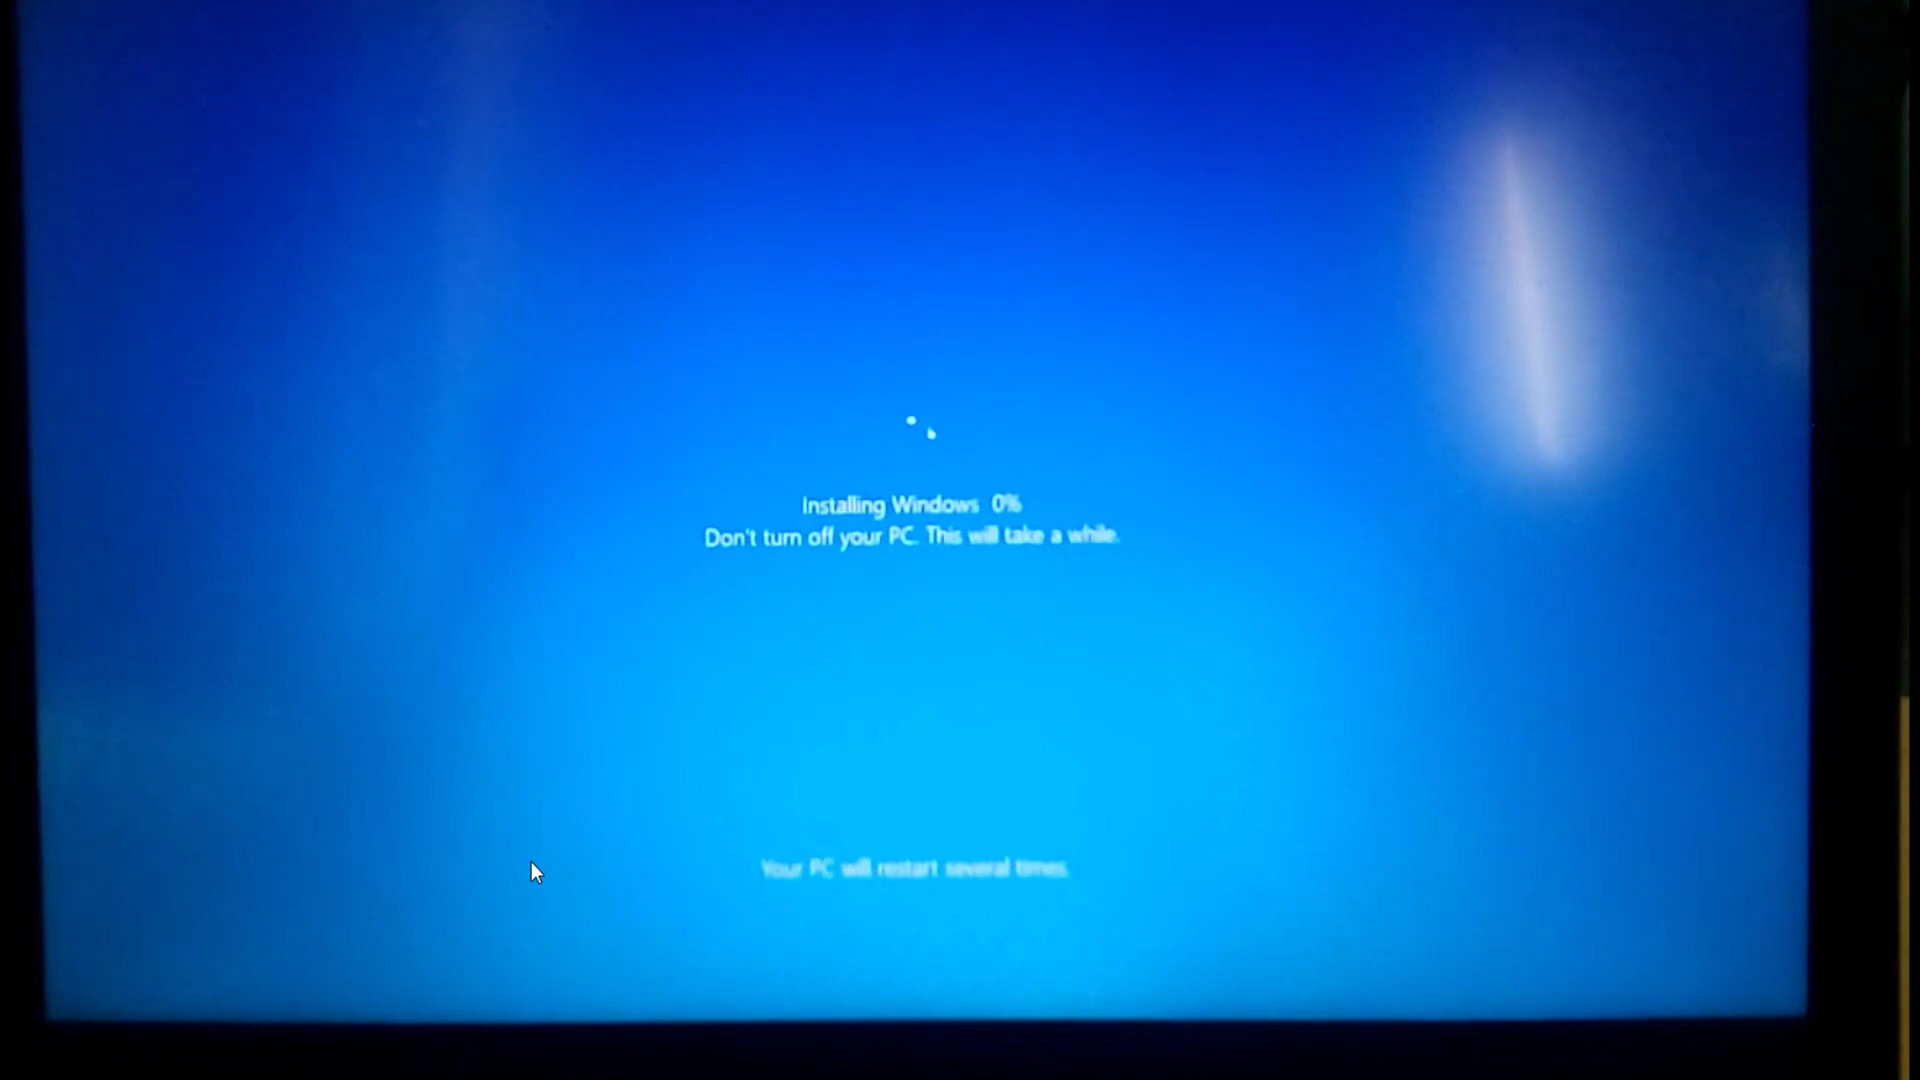 Installing Windows 0%
Don't turn off your PC. This will take a while.
Your PC will restart several times.